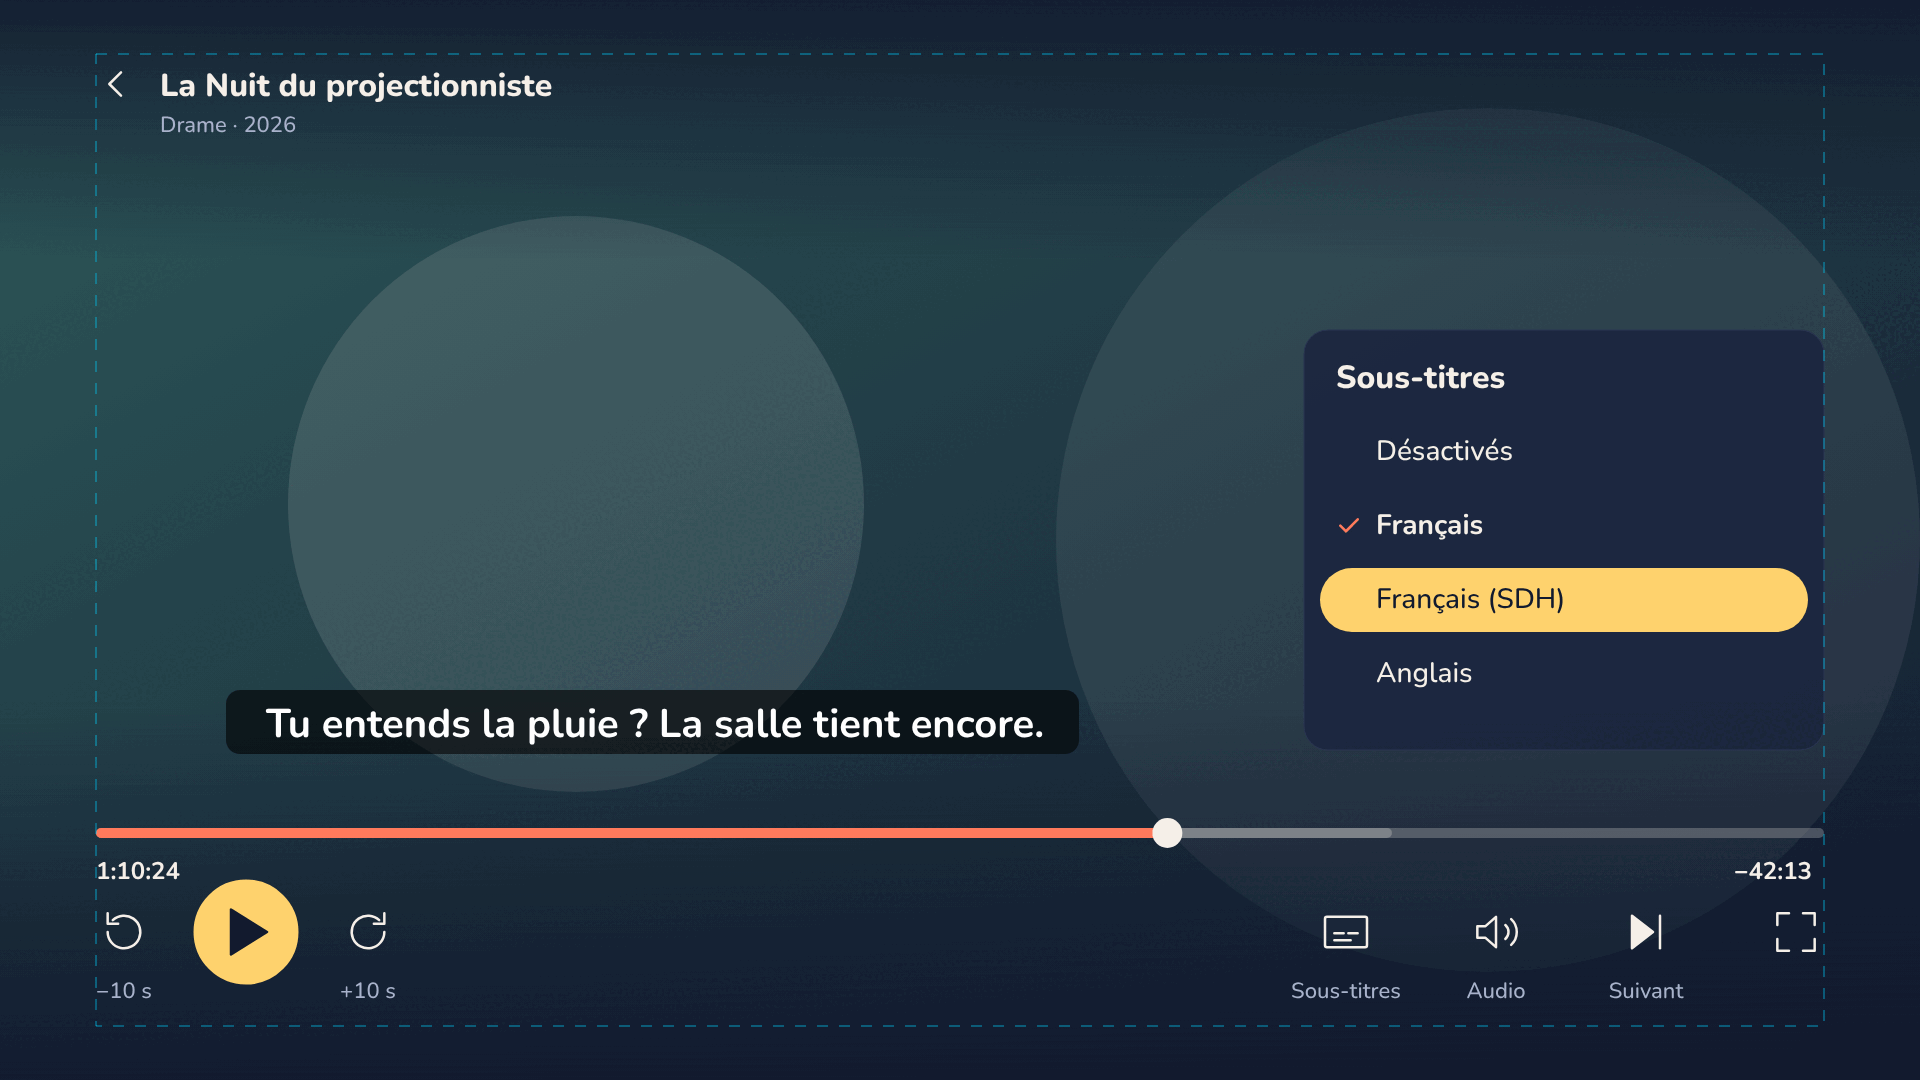 La Nuit du projectionniste
Drame · 2026
Sous-titres
Désactivés
Français
Français (SDH)
Anglais
Tu entends la pluie ? La salle tient encore.
1:10:24
−42:13
−10 s
+10 s
Sous-titres
Audio
Suivant